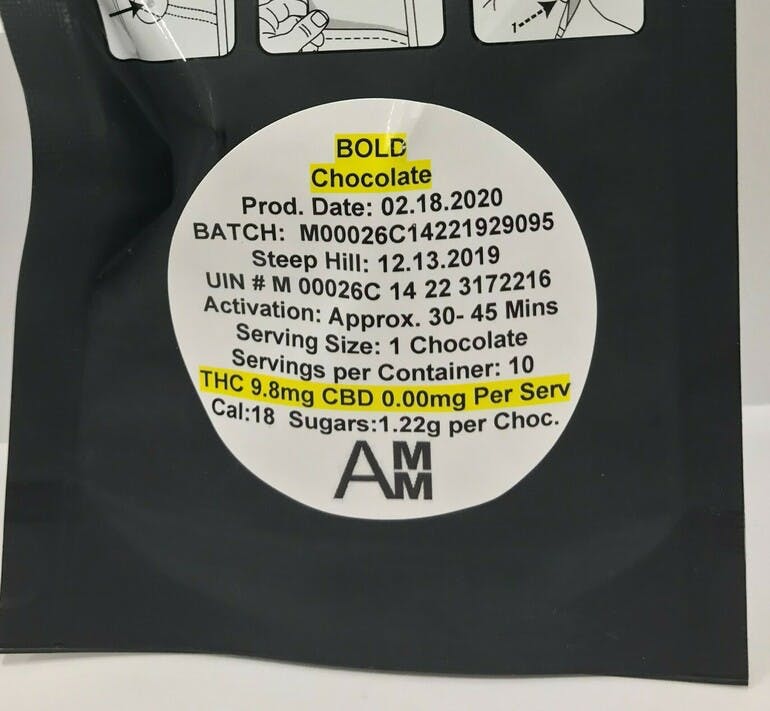 1
BOLD
Chocolate
Prod. Date: 02.18.2020
BATCH: M00026C14221929095
Steep Hill: 12.13.2019
UIN # M 00026C 14 22 3172216
Activation: Approx. 30- 45 Mins
Serving Size: 1 Chocolate
Servings per Container: 10
THC 9.8mg CBD 0.00mg Per Serv
Cal:18 Sugars:1.22g per Choc.
AMM